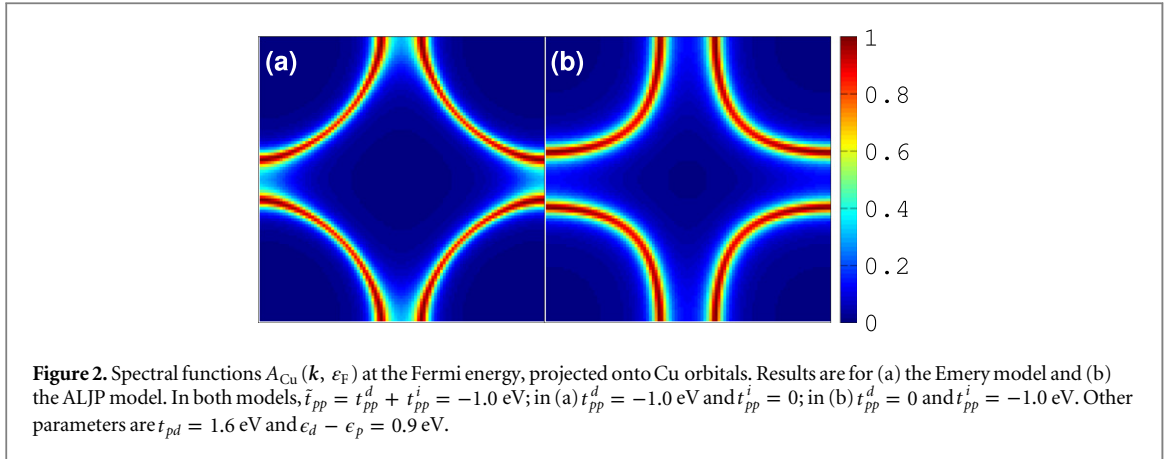 (a)
(b)
1
0.8
0.6
0.4
0.2
0
Figure 2. Spectral functions A_Cu (k, ε_F) at the Fermi energy, projected onto Cu orbitals. Results are for (a) the Emery model and (b)
the ALJP model. In both models, t̃_pp = t^d_pp + t^i_pp = −1.0 eV; in (a) t^d_pp = −1.0 eV and t^i_pp = 0; in (b) t^d_pp = 0 and t^i_pp = −1.0 eV. Other
parameters are t_pd = 1.6 eV and ϵ_d − ϵ_p = 0.9 eV.